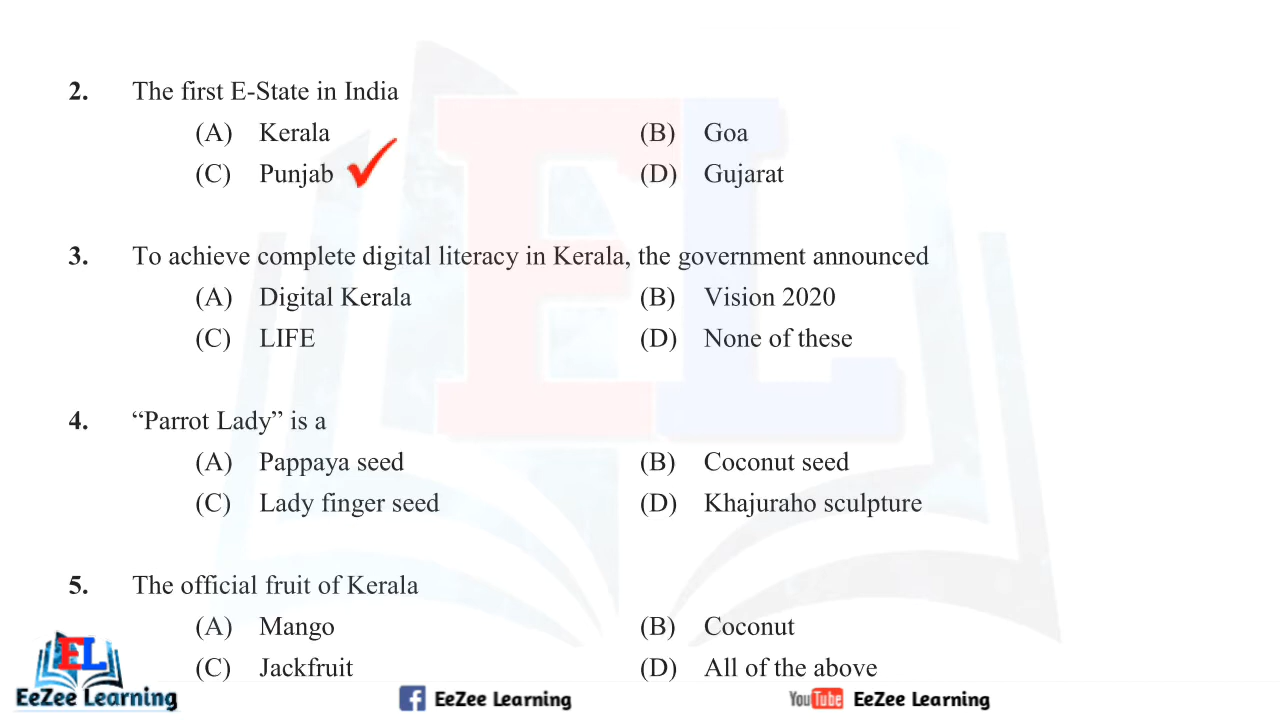 2. The first E-State in India
(A) Kerala (B) Goa
(C) Punjab (D) Gujarat
3. To achieve complete digital literacy in Kerala, the government announced
(A) Digital Kerala (B) Vision 2020
(C) LIFE (D) None of these
4. “Parrot Lady” is a
(A) Pappaya seed (B) Coconut seed
(C) Lady finger seed (D) Khajuraho sculpture
5. The official fruit of Kerala
(A) Mango (B) Coconut
(C) Jackfruit (D) All of the above
EL
EL
EeZee Learning
f EeZee Learning
YouTube EeZee Learning